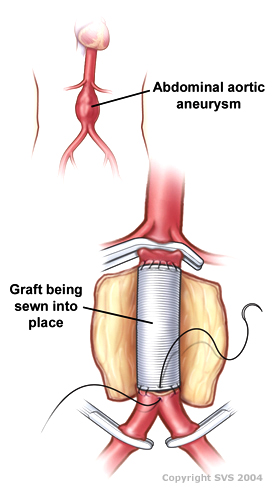 Abdominal aortic
aneurysm
Graft being
sewn into
place
Copyright SVS 2004